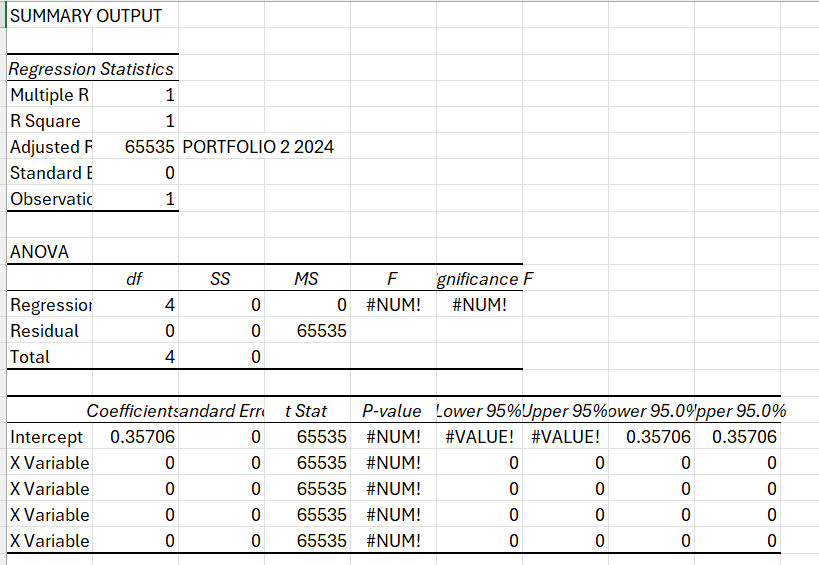 SUMMARY OUTPUT
Regression Statistics
Multiple R 1
R Square 1
Adjusted R 65535 PORTFOLIO 2 2024
Standard E 0
Observatic 1
ANOVA
df SS MS F gnificance F
Regression 4 0 0 #NUM! #NUM!
Residual 0 0 65535
Total 4 0
Coefficients andard Erro t Stat P-value Lower 95% Upper 95% ower 95.0% pper 95.0%
Intercept 0.35706 0 65535 #NUM! #VALUE! #VALUE! 0.35706 0.35706
X Variable 0 0 65535 #NUM! 0 0 0 0
X Variable 0 0 65535 #NUM! 0 0 0 0
X Variable 0 0 65535 #NUM! 0 0 0 0
X Variable 0 0 65535 #NUM! 0 0 0 0